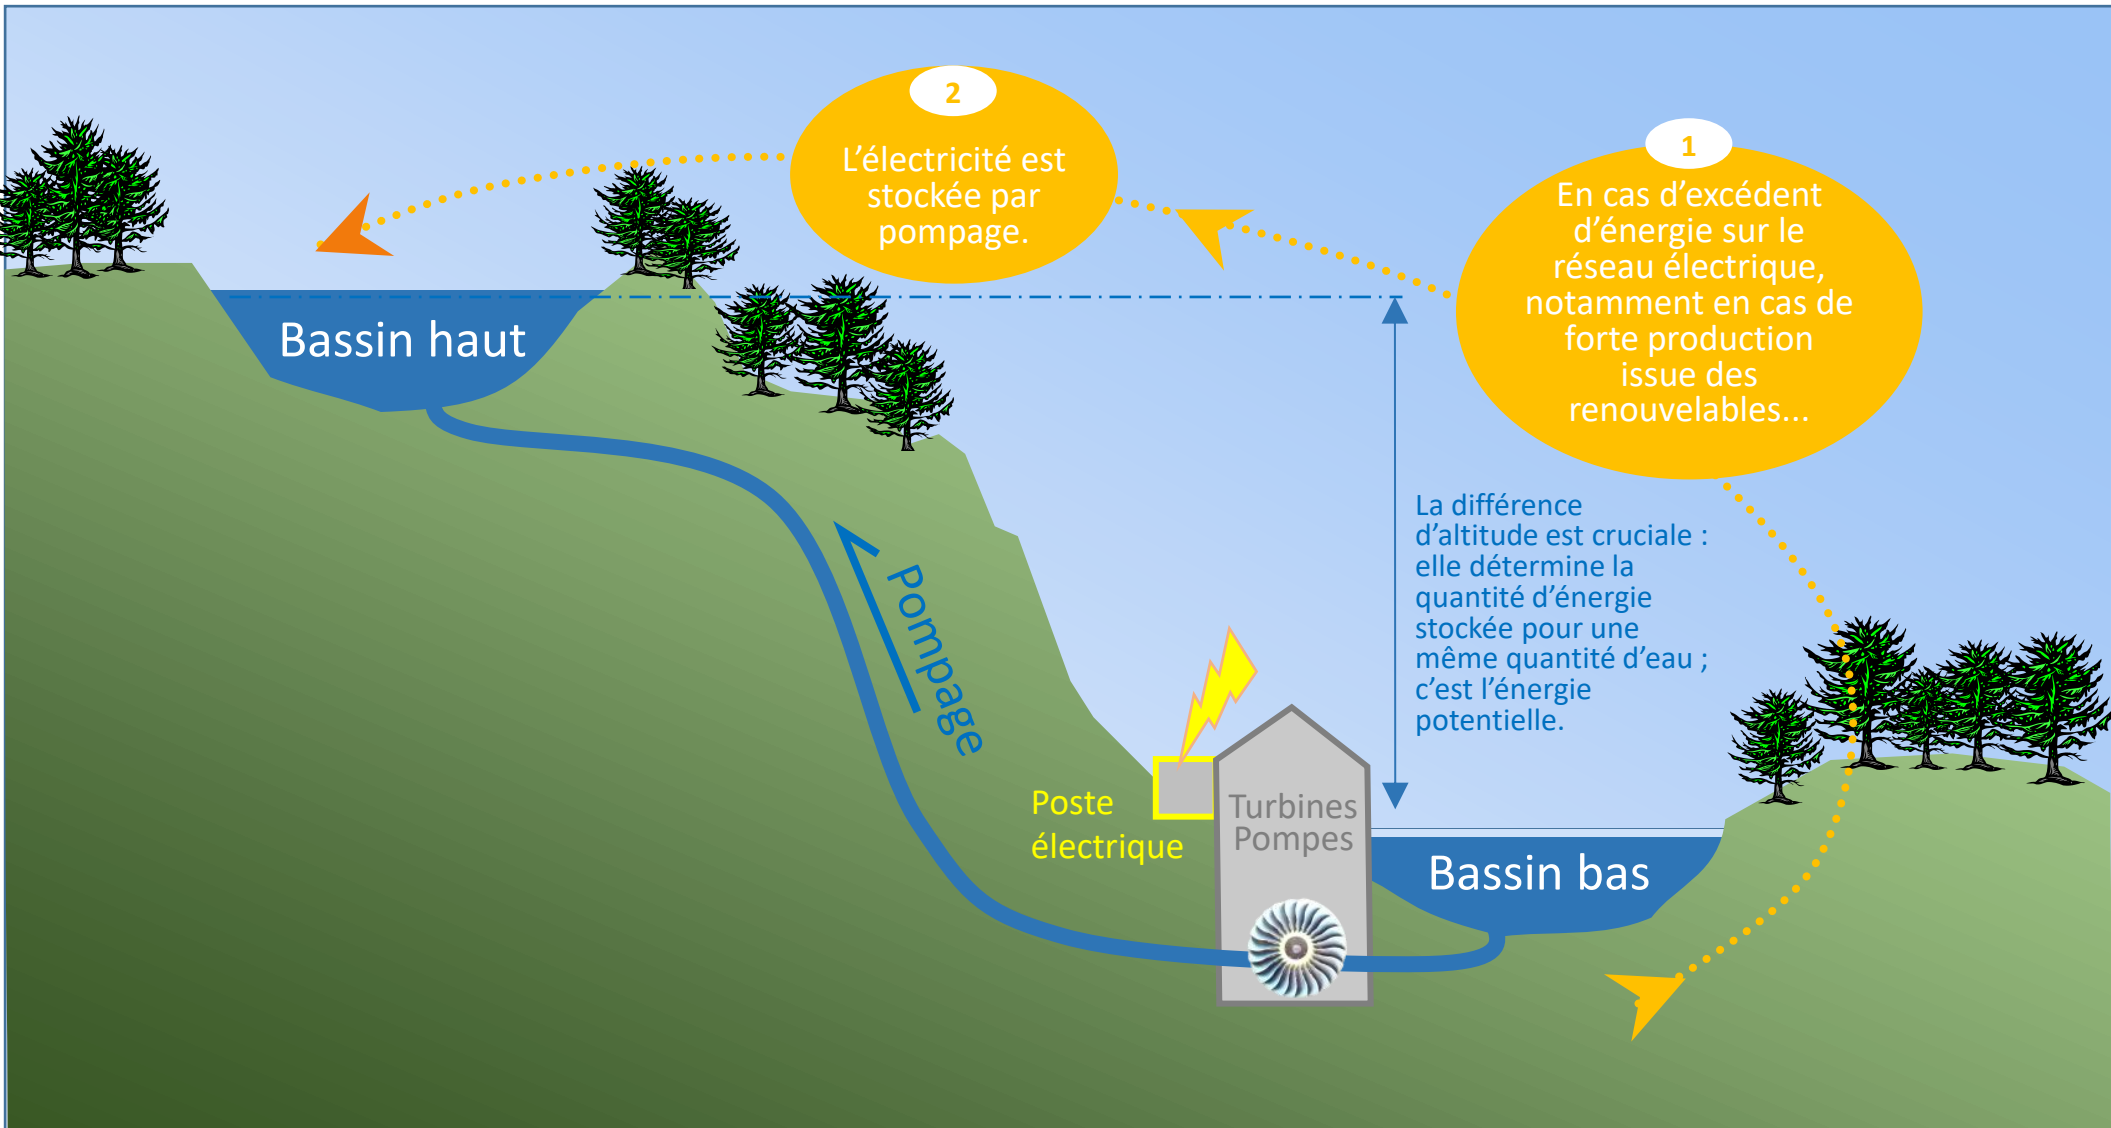 2
L’électricité est
stockée par
pompage.
1
En cas d’excédent
d’énergie sur le
réseau électrique,
notamment en cas de
forte production
issue des
renouvelables...
Bassin haut
La différence
d’altitude est cruciale :
elle détermine la
quantité d’énergie
stockée pour une
même quantité d’eau ;
c’est l’énergie
potentielle.
Pompage
Poste
électrique
Turbines
Pompes
Bassin bas